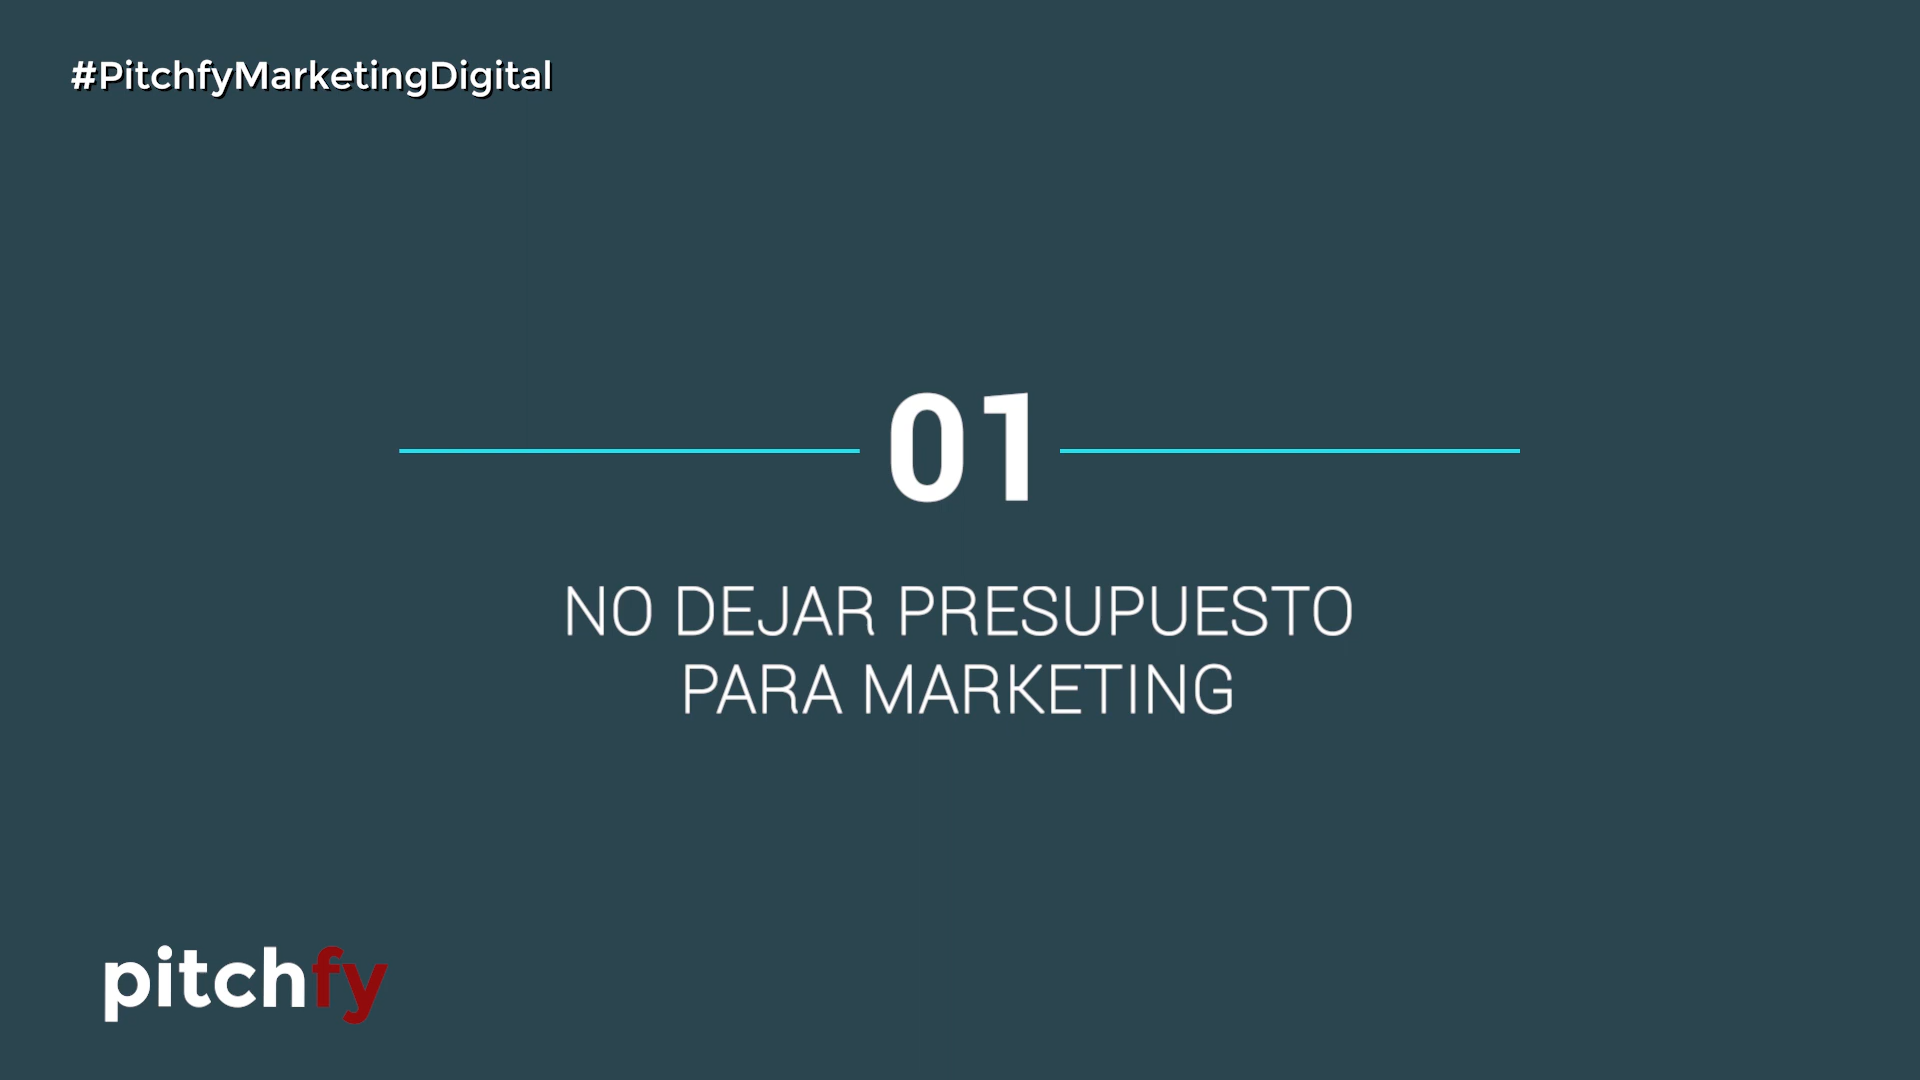 #PitchfyMarketingDigital
01
NO DEJAR PRESUPUESTO
PARA MARKETING
pitchfy